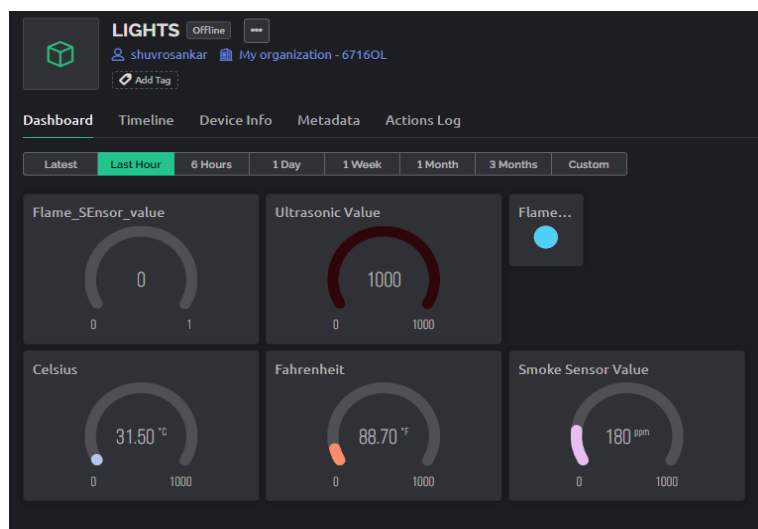 LIGHTS Offline •••
shuvrosankar My organization - 6716OL
Add Tag
Dashboard Timeline Device Info Metadata Actions Log
Latest Last Hour 6 Hours 1 Day 1 Week 1 Month 3 Months Custom
Flame_SEnsor_value Ultrasonic Value Flame...
0 1000
0 1 0 1000
Celsius Fahrenheit Smoke Sensor Value
31.50 °C 88.70 °F 180 ppm
0 1000 0 1000 0 1000